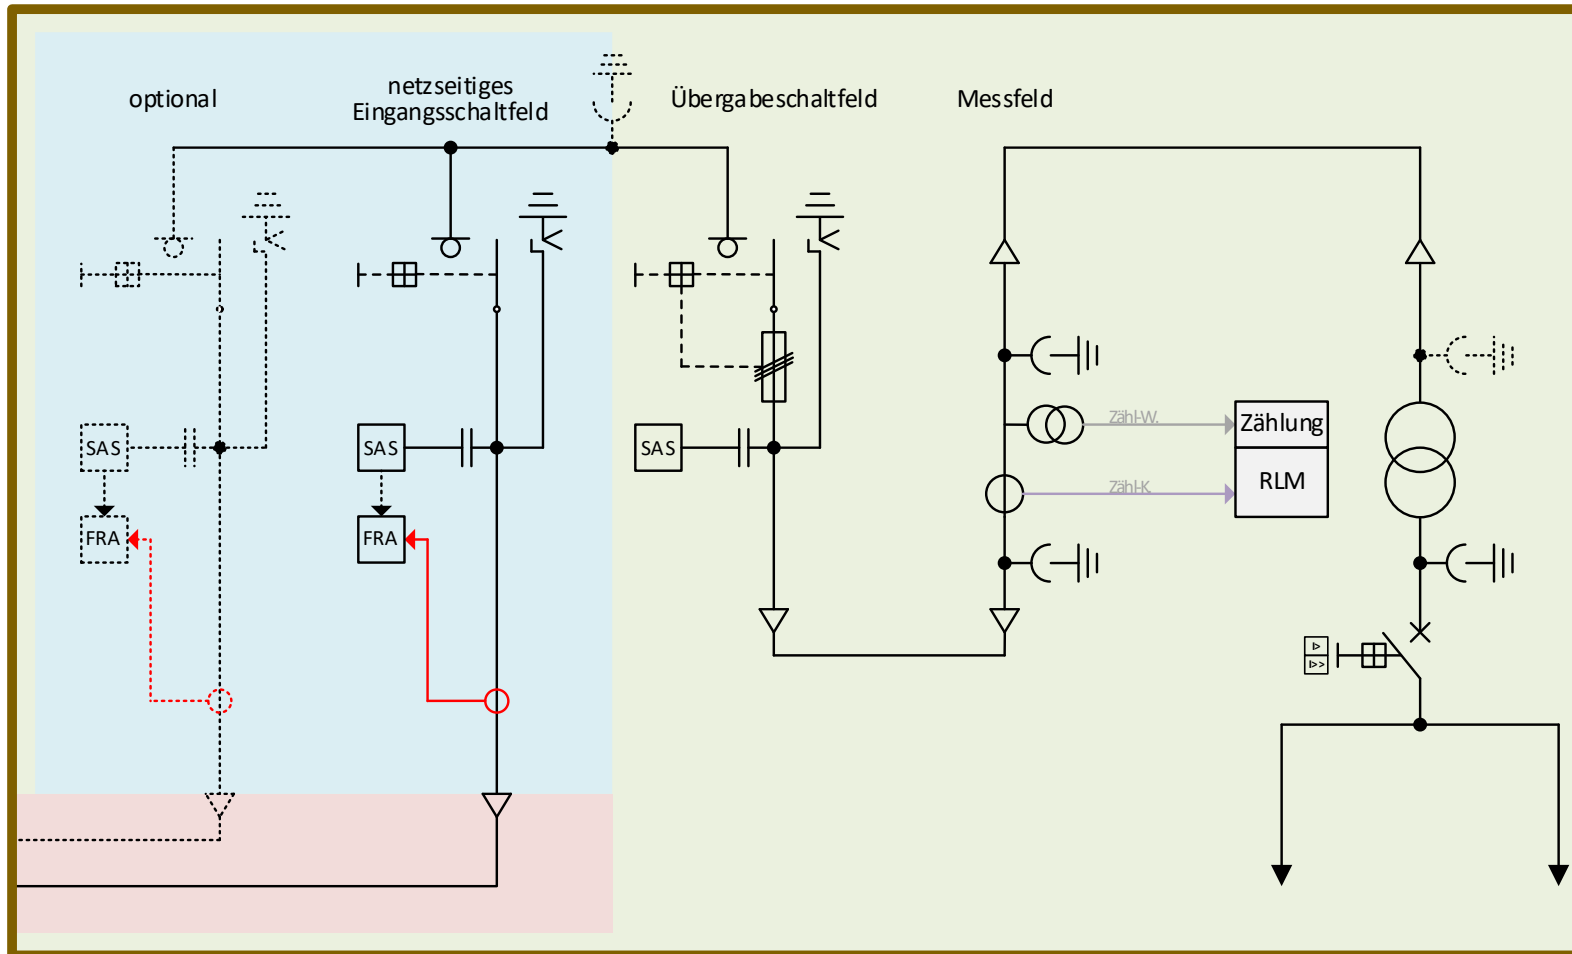 optional
netzseitiges
Eingangsschaltfeld
Übergabeschaltfeld
Messfeld
Zähl-W.
Zählung
SAS
SAS
SAS
RLM
Zähl-K.
FRA
FRA
I>
I>>